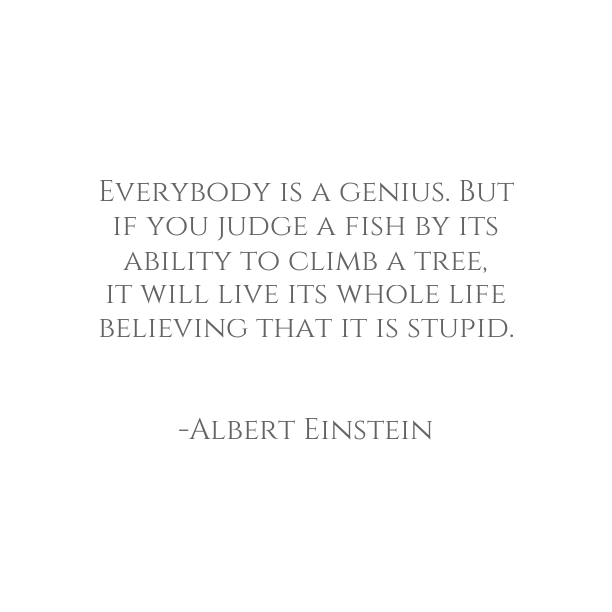 Everybody is a genius. But
if you judge a fish by its
ability to climb a tree,
it will live its whole life
believing that it is stupid.
-Albert Einstein